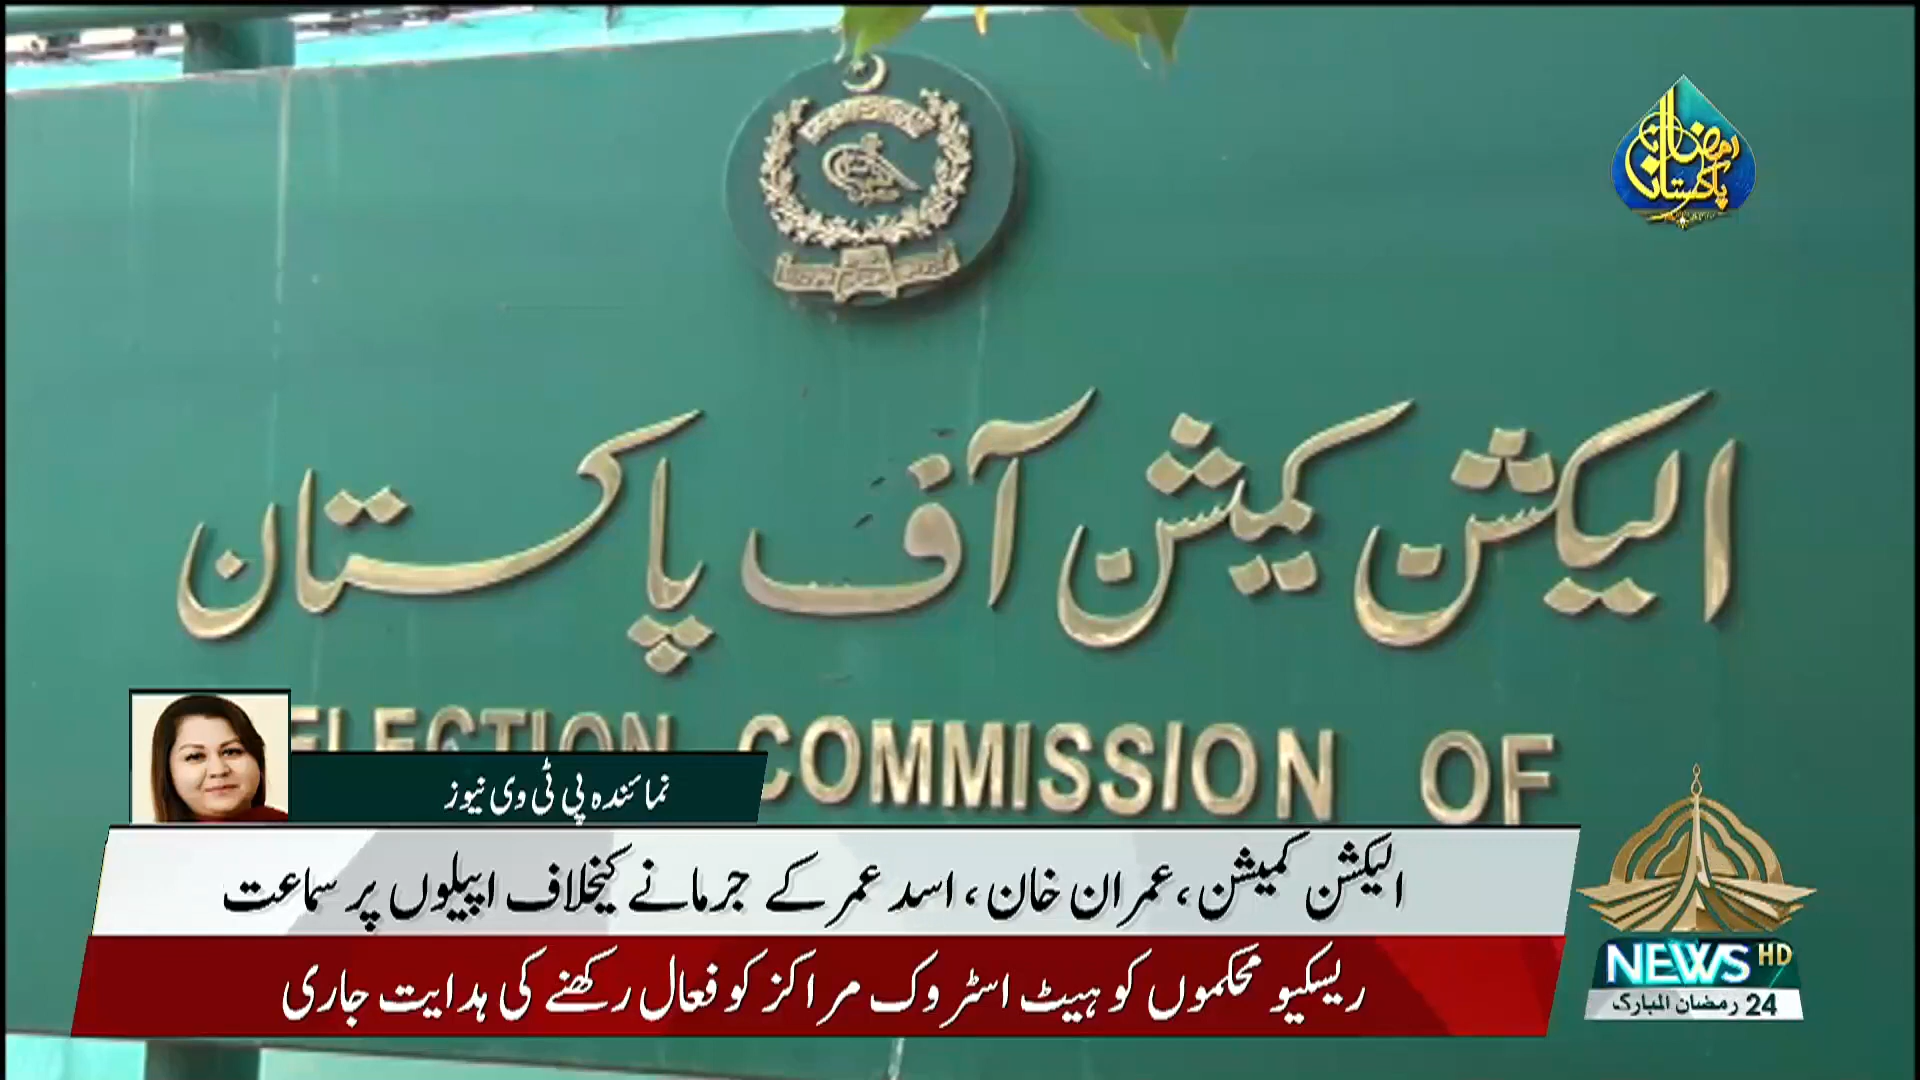 رمضان
پاکستان
الیکشن کمیشن آف پاکستان
ELECTION COMMISSION OF
نمائندہ پی ٹی وی نیوز
الیکشن کمیشن، عمران خان، اسد عمر کے جرمانے کیخلاف اپیلوں پر سماعت
ریسکیو محکموں کو ہیٹ اسٹروک مراکز کو فعال رکھنے کی ہدایت جاری
NEWS HD
24 رمضان المبارک